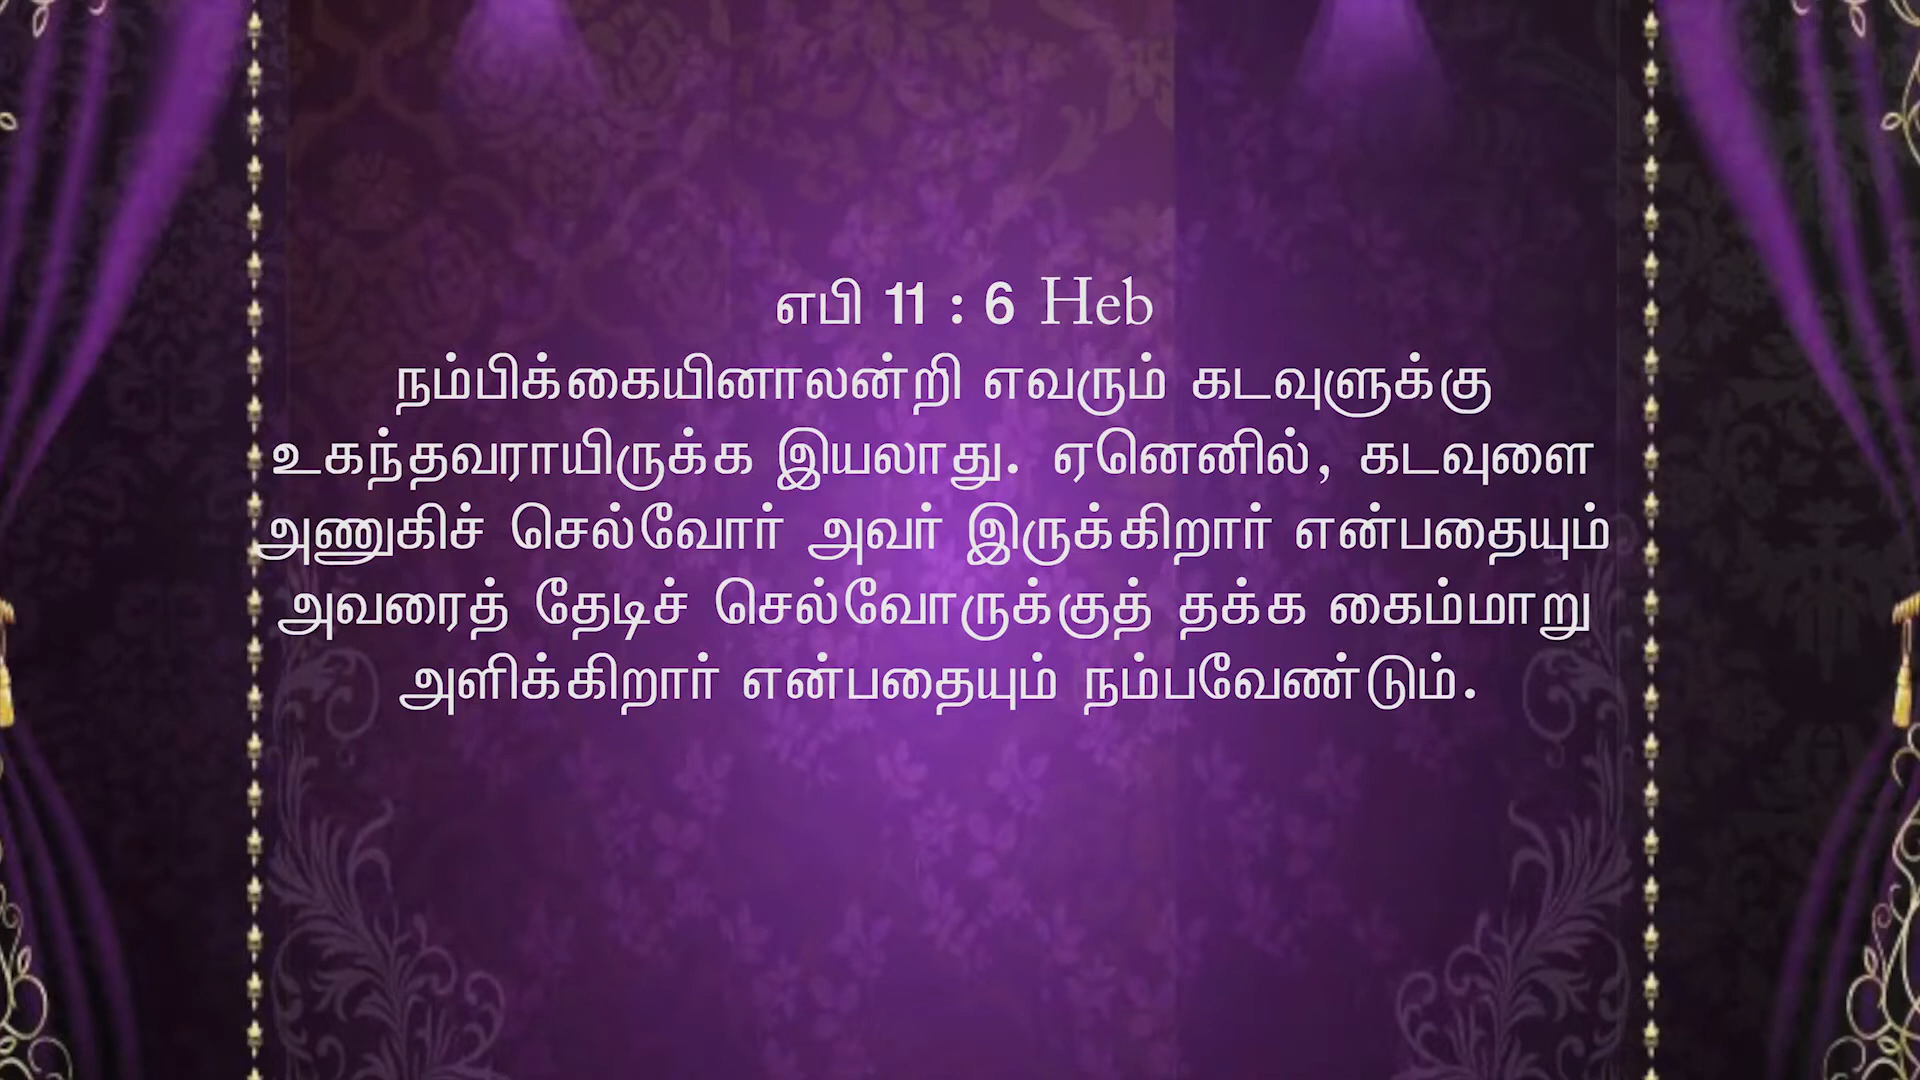 எபி 11 : 6 Heb
நம்பிக்கையினாலன்றி எவரும் கடவுளுக்கு
உகந்தவராயிருக்க இயலாது. ஏனெனில், கடவுளை
அணுகிச் செல்வோர் அவர் இருக்கிறார் என்பதையும்
அவரைத் தேடிச் செல்வோருக்குத் தக்க கைம்மாறு
அளிக்கிறார் என்பதையும் நம்பவேண்டும்.